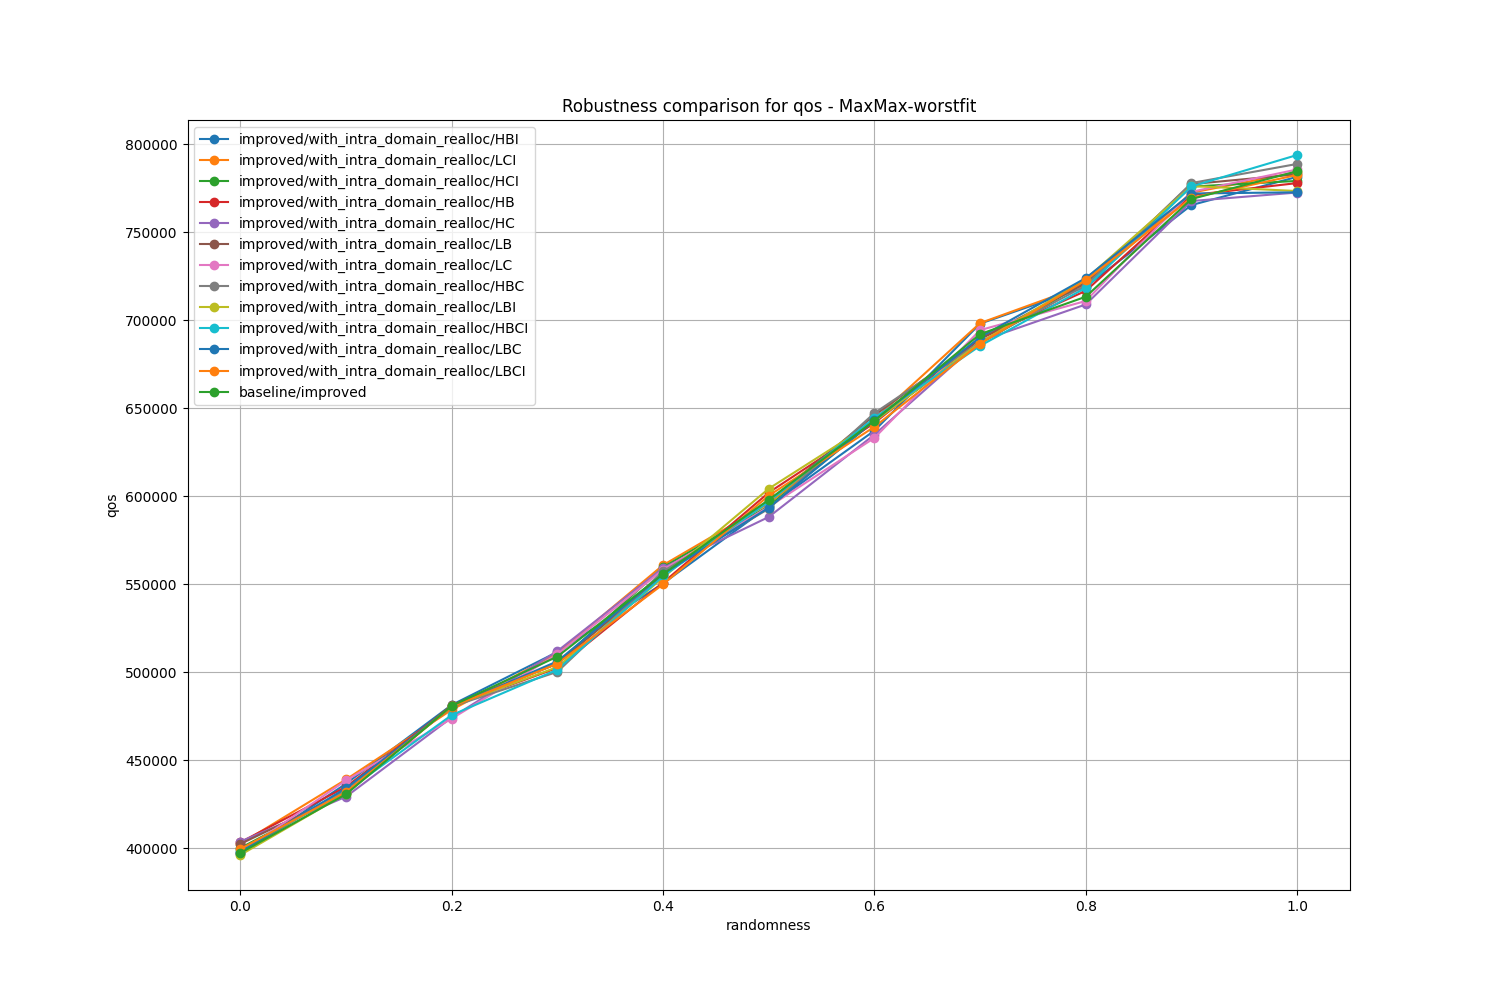 Robustness comparison for qos - MaxMax-worstfit
improved/with_intra_domain_realloc/HBI
improved/with_intra_domain_realloc/LCI
improved/with_intra_domain_realloc/HCI
improved/with_intra_domain_realloc/HB
improved/with_intra_domain_realloc/HC
improved/with_intra_domain_realloc/LB
improved/with_intra_domain_realloc/LC
improved/with_intra_domain_realloc/HBC
improved/with_intra_domain_realloc/LBI
improved/with_intra_domain_realloc/HBCI
improved/with_intra_domain_realloc/LBC
improved/with_intra_domain_realloc/LBCI
baseline/improved
800000
750000
700000
650000
600000
550000
500000
450000
400000
qos
0.0 0.2 0.4 0.6 0.8 1.0
randomness